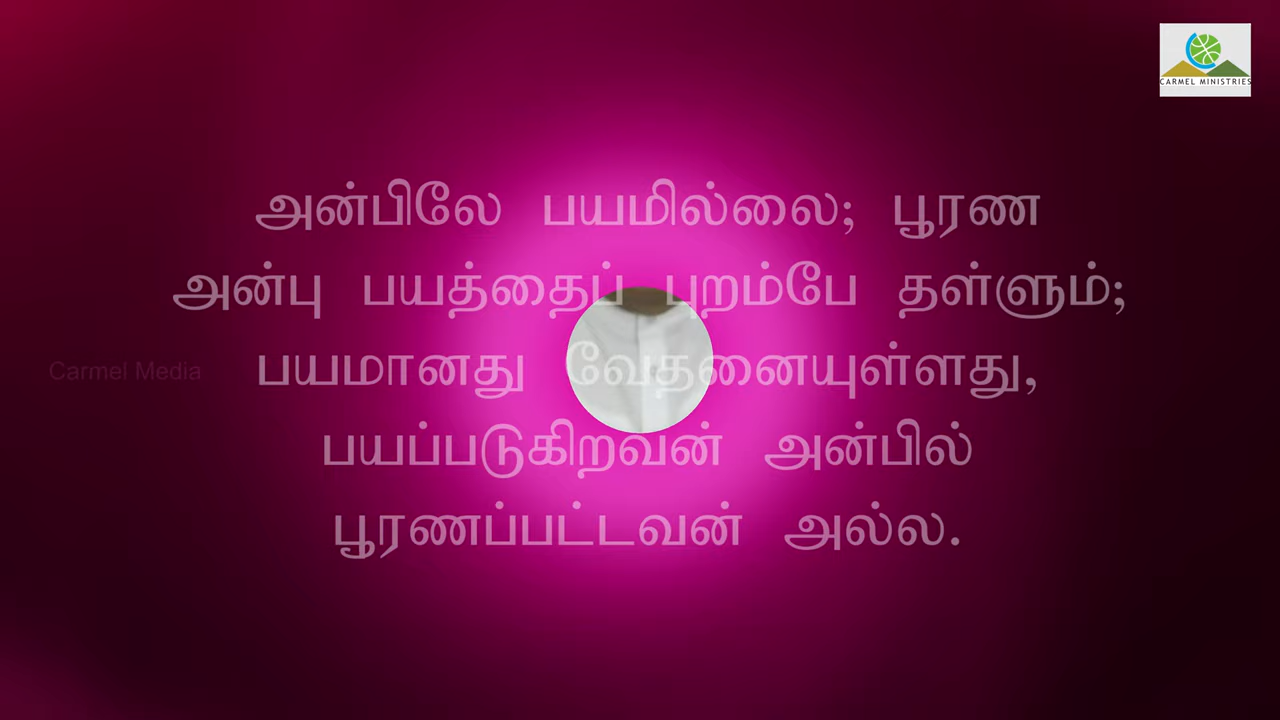 CARMEL MINISTRIES
அன்பிலே பயமில்லை; பூரண
அன்பு பயத்தைப் புறம்பே தள்ளும்;
Carmel Media
பயமானது வேதனையுள்ளது,
பயப்படுகிறவன் அன்பில்
பூரணப்பட்டவன் அல்ல.